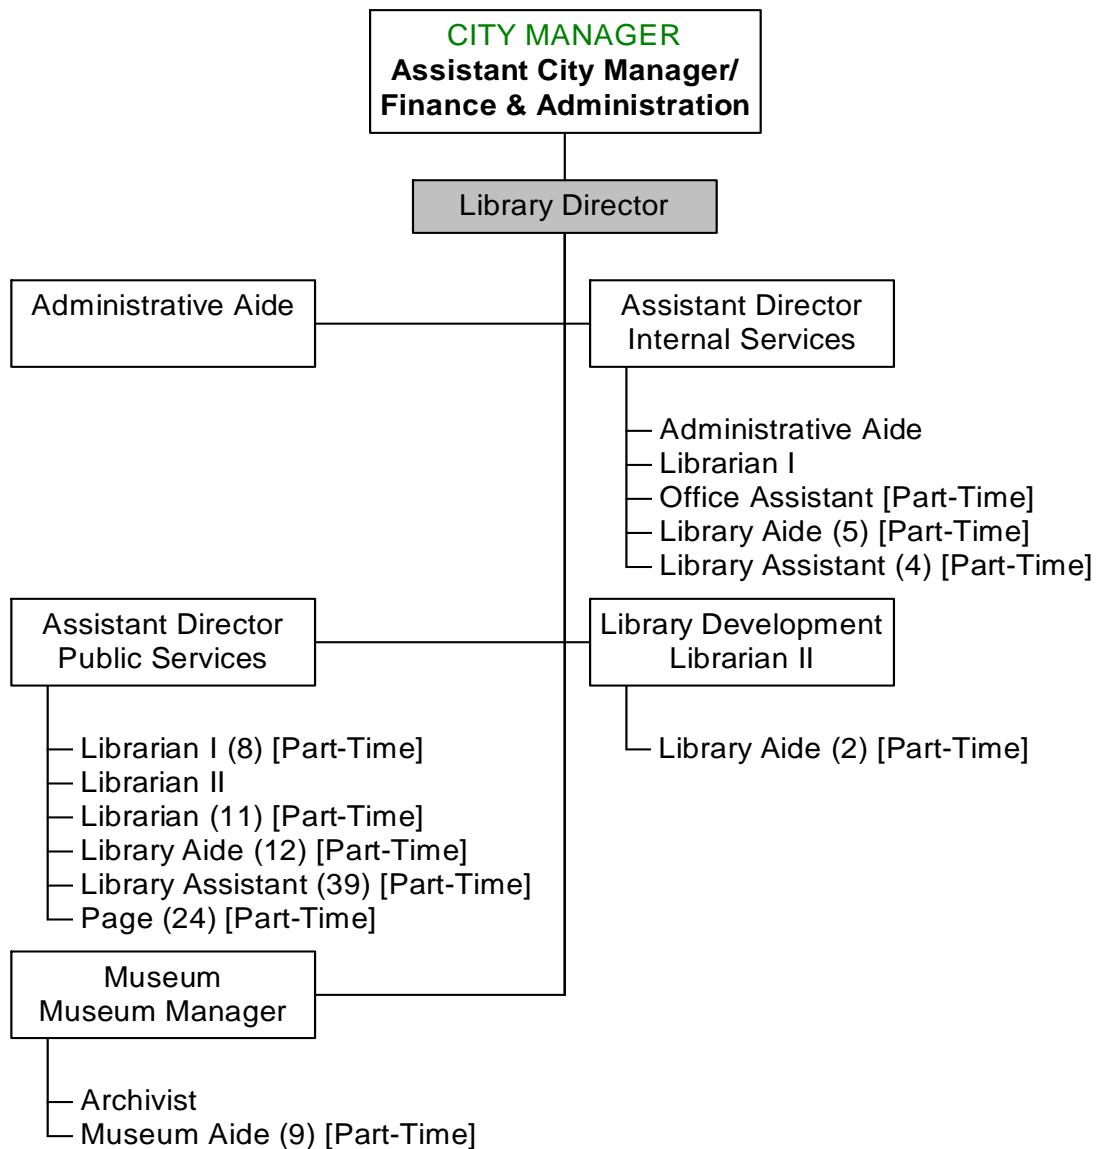 CITY MANAGER
Assistant City Manager/
Finance & Administration
Library Director
Administrative Aide
Assistant Director
Internal Services
Administrative Aide
Librarian I
Office Assistant [Part-Time]
Library Aide (5) [Part-Time]
Library Assistant (4) [Part-Time]
Assistant Director
Public Services
Librarian I (8) [Part-Time]
Librarian II
Librarian (11) [Part-Time]
Library Aide (12) [Part-Time]
Library Assistant (39) [Part-Time]
Page (24) [Part-Time]
Library Development
Librarian II
Library Aide (2) [Part-Time]
Museum
Museum Manager
Archivist
Museum Aide (9) [Part-Time]